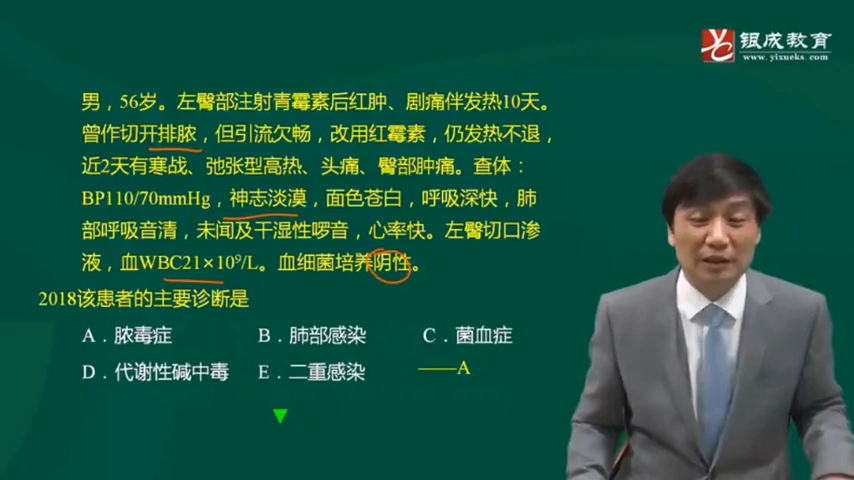 银成教育
www.yixueks.com
男，56岁。左臀部注射青霉素后红肿、剧痛伴发热10天。
曾作切开排脓，但引流欠畅，改用红霉素，仍发热不退，
近2天有寒战、弛张型高热、头痛、臀部肿痛。查体：
BP110/70mmHg，神志淡漠，面色苍白，呼吸深快，肺
部呼吸音清，未闻及干湿性啰音，心率快。左臀切口渗
液，血WBC21×10⁹/L。血细菌培养阴性。
2018该患者的主要诊断是
A．脓毒症 B．肺部感染 C．菌血症
D．代谢性碱中毒 E．二重感染 ——A